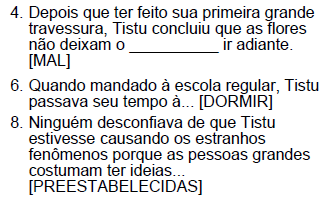 4. Depois que ter feito sua primeira grande
travessura, Tistu concluiu que as flores
não deixam o __________ ir adiante.
[MAL]
6. Quando mandado à escola regular, Tistu
passava seu tempo à... [DORMIR]
8. Ninguém desconfiava de que Tistu
estivesse causando os estranhos
fenômenos porque as pessoas grandes
costumam ter ideias...
[PREESTABELECIDAS]